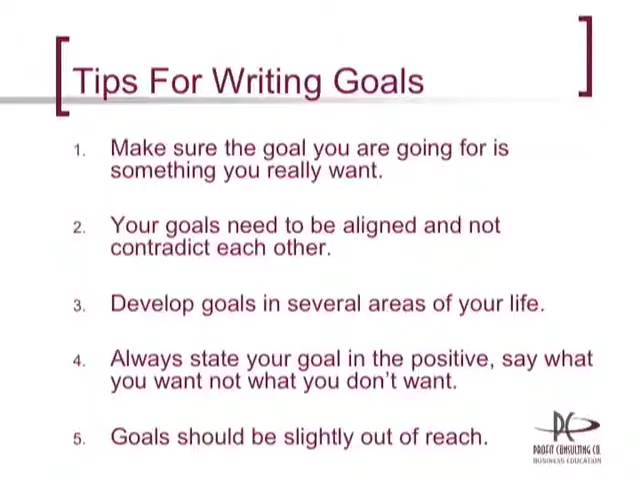 Tips For Writing Goals
1. Make sure the goal you are going for is
something you really want.
2. Your goals need to be aligned and not
contradict each other.
3. Develop goals in several areas of your life.
4. Always state your goal in the positive, say what
you want not what you don't want.
5. Goals should be slightly out of reach.
PC
PROFIT CONSULTING CO.
BUSINESS EDUCATION